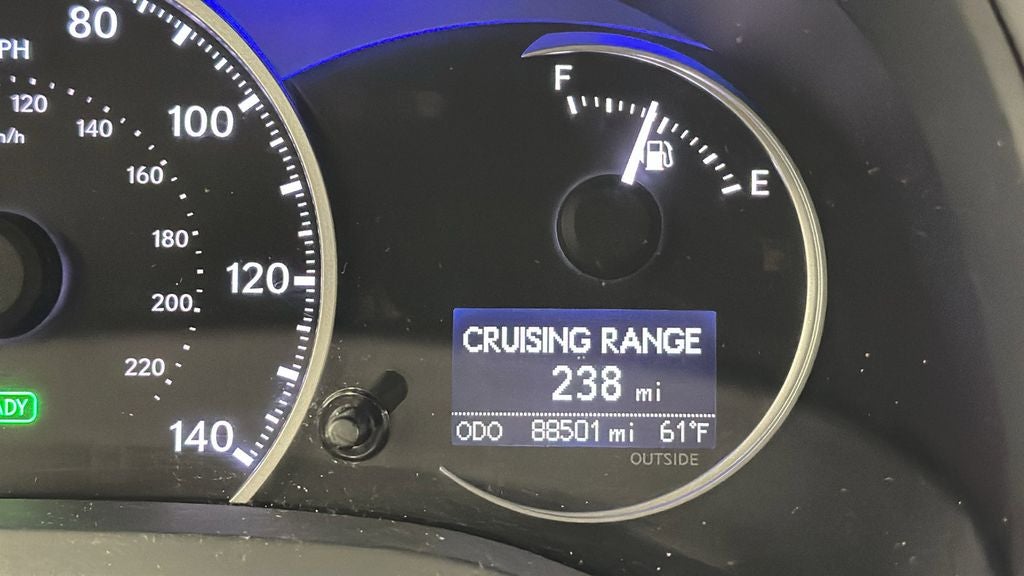 80
PH
120
100
m/h
140
160
180
120
200
220
ADY
140
F
E
CRUISING RANGE
238 mi
ODO 88501 mi 61°F
OUTSIDE